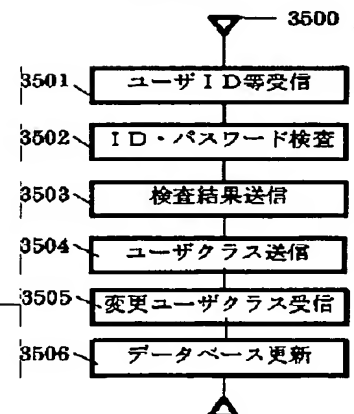 3500
3501 ユーザID等受信
3502 ID・パスワード検査
3503 検査結果送信
3504 ユーザクラス送信
3505 変更ユーザクラス受信
3506 データベース更新